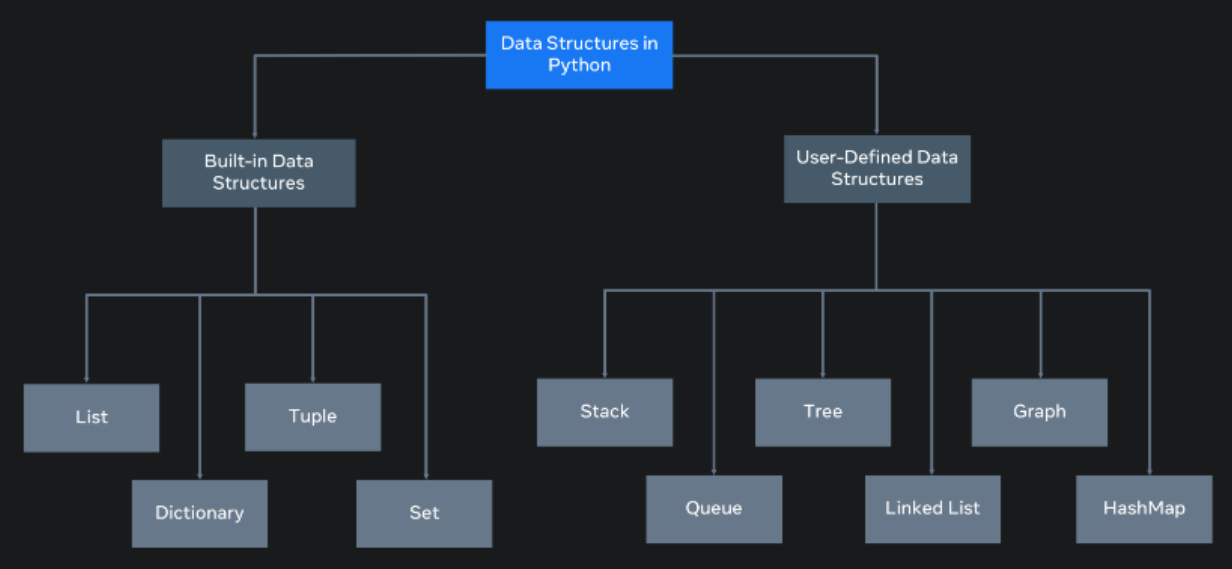 Data Structures in
Python
Built-in Data
Structures
User-Defined Data
Structures
List
Tuple
Dictionary
Set
Stack
Tree
Graph
Queue
Linked List
HashMap